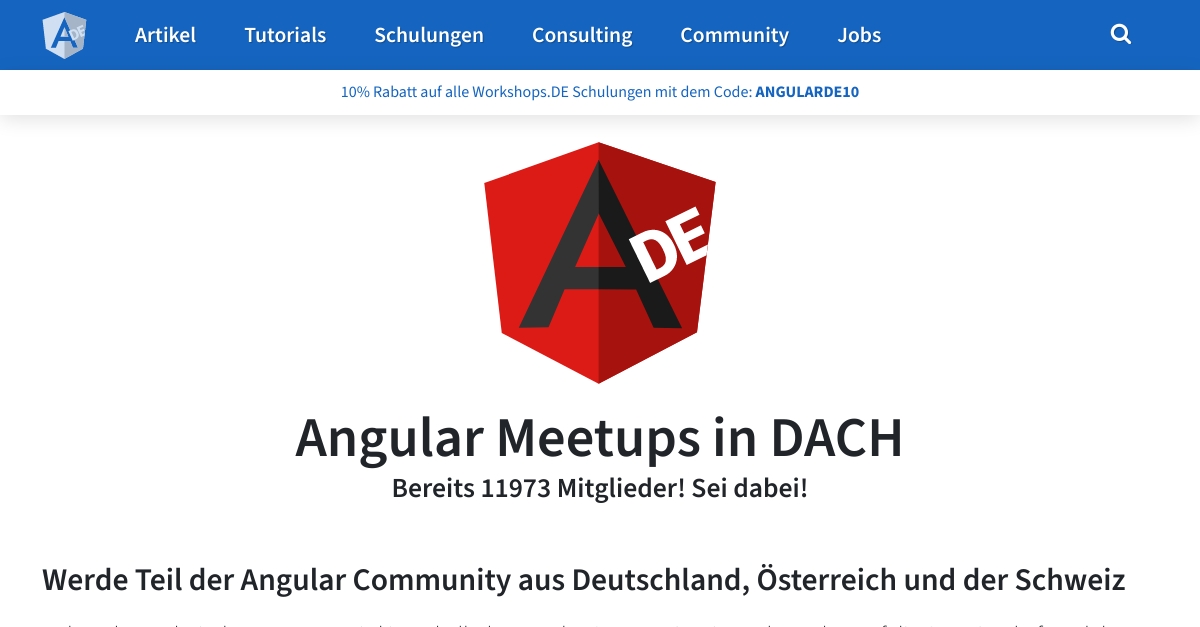 A DE
Artikel Tutorials Schulungen Consulting Community Jobs
10% Rabatt auf alle Workshops.DE Schulungen mit dem Code: ANGULARDE10
A DE
Angular Meetups in DACH
Bereits 11973 Mitglieder! Sei dabei!
Werde Teil der Angular Community aus Deutschland, Österreich und der Schweiz